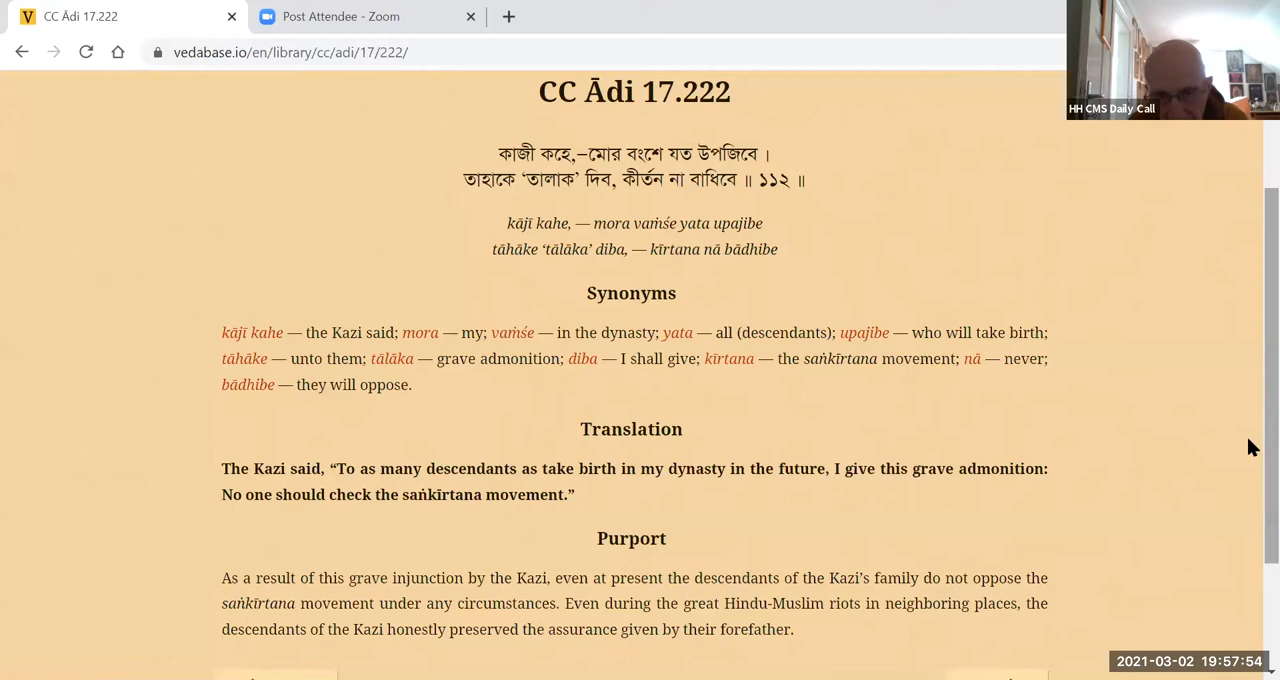 CC Ādi 17.222
Post Attendee - Zoom
vedabase.io/en/library/cc/adi/17/222/
HH CMS Daily Call
CC Ādi 17.222
কাজী কহে,–মোর বংশে যত উপজিবে ।
তাহাকে ‘তালাক’ দিব, কীর্তন না বাধিবে ॥ ১১২ ॥
kājī kahe, — mora vaṁśe yata upajibe
tāhāke ‘tālāka’ diba, — kīrtana nā bādhibe
Synonyms
kājī kahe — the Kazi said; mora — my; vaṁśe — in the dynasty; yata — all (descendants); upajibe — who will take birth;
tāhāke — unto them; tālāka — grave admonition; diba — I shall give; kīrtana — the saṅkīrtana movement; nā — never;
bādhibe — they will oppose.
Translation
The Kazi said, “To as many descendants as take birth in my dynasty in the future, I give this grave admonition:
No one should check the saṅkīrtana movement.”
Purport
As a result of this grave injunction by the Kazi, even at present the descendants of the Kazi’s family do not oppose the
saṅkīrtana movement under any circumstances. Even during the great Hindu-Muslim riots in neighboring places, the
descendants of the Kazi honestly preserved the assurance given by their forefather.
2021-03-02 19:57:54